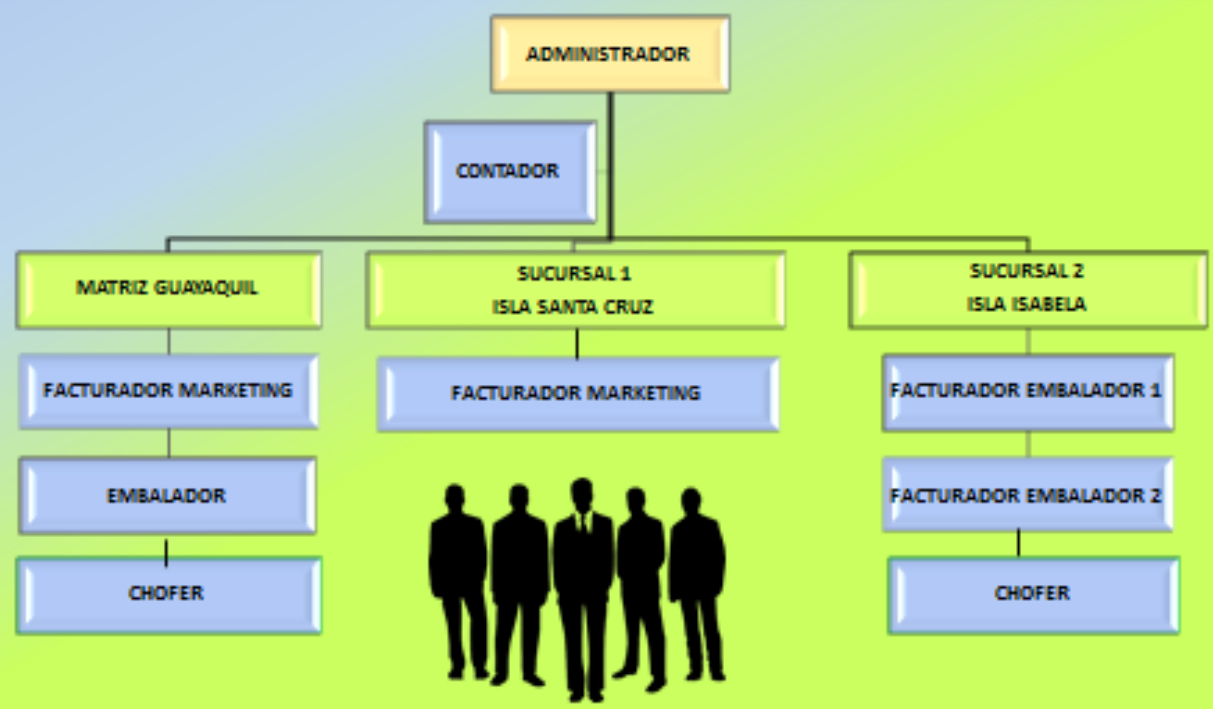 ADMINISTRADOR
CONTADOR
MATRIZ GUAYAQUIL
SUCURSAL 1
ISLA SANTA CRUZ
SUCURSAL 2
ISLA ISABELA
FACTURADOR MARKETING
FACTURADOR MARKETING
FACTURADOR EMBALADOR 1
EMBALADOR
FACTURADOR EMBALADOR 2
CHOFER
CHOFER